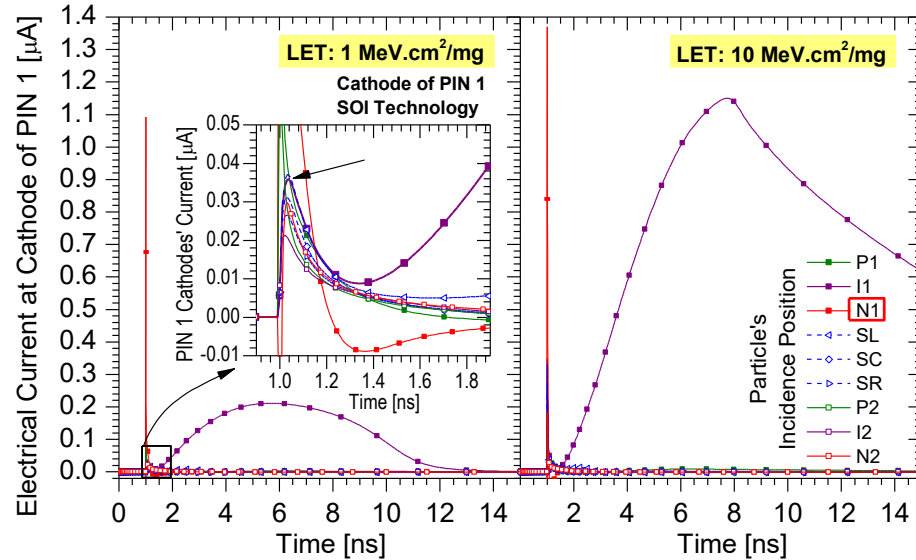 Electrical Current at Cathode of PIN 1 [μA]
1.4
1.3
1.2
1.1
1.0
0.9
0.8
0.7
0.6
0.5
0.4
0.3
0.2
0.1
0.0
LET: 1 MeV.cm²/mg
Cathode of PIN 1
SOI Technology
PIN 1 Cathodes' Current [μA]
0.05
0.04
0.03
0.02
0.01
0.00
-0.01
1.0 1.2 1.4 1.6 1.8
Time [ns]
0 2 4 6 8 10 12 14
Time [ns]
LET: 10 MeV.cm²/mg
Particle's
Incidence Position
P1
I1
N1
SL
SC
SR
P2
I2
N2
2 4 6 8 10 12 14
Time [ns]